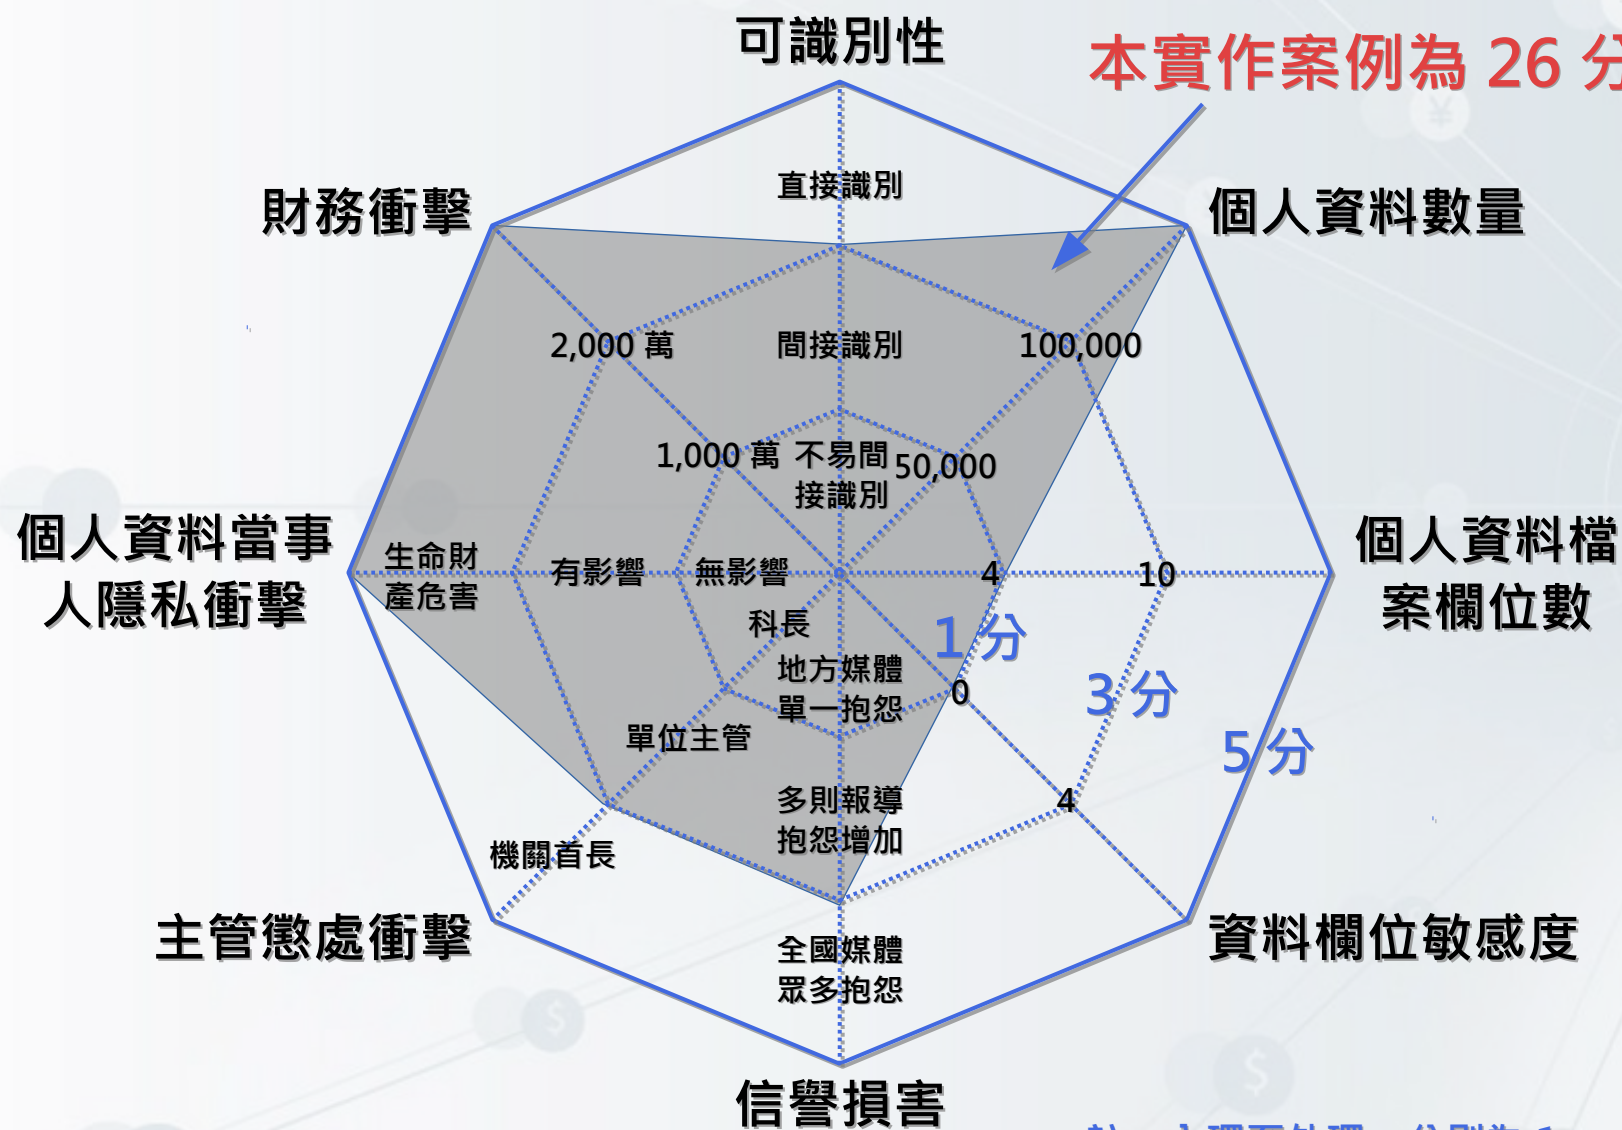 可識別性
本實作案例為 26 分
直接識別
財務衝擊
個人資料數量
2,000 萬
間接識別
100,000
1,000 萬
不易間
接識別
50,000
個人資料當事
人隱私衝擊
生命財
產危害
有影響
無影響
4
10
個人資料檔
案欄位數
科長
1 分
地方媒體
單一抱怨
0
3 分
單位主管
5 分
多則報導
抱怨增加
4
機關首長
主管懲處衝擊
資料欄位敏感度
全國媒體
眾多抱怨
信譽損害